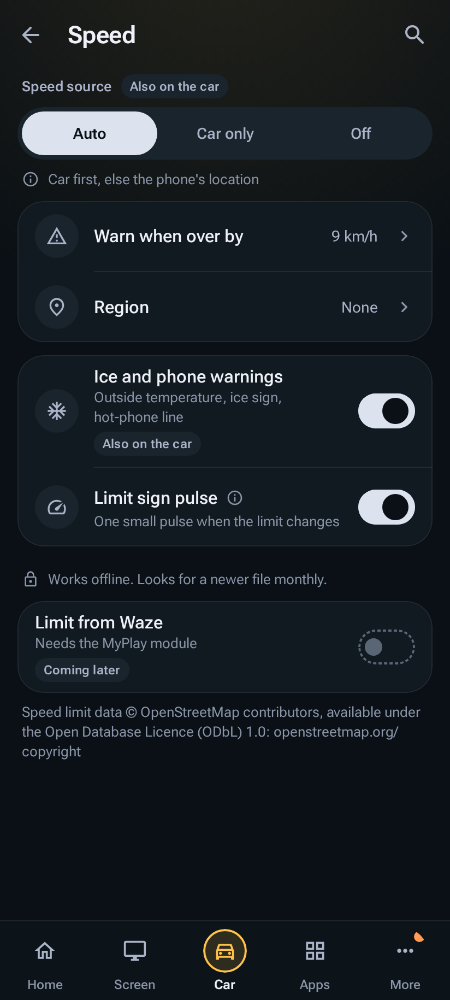 Speed
Speed source
Also on the car
Auto
Car only
Off
Car first, else the phone's location
Warn when over by
9 km/h
Region
None
Ice and phone warnings
Outside temperature, ice sign,
hot-phone line
Also on the car
Limit sign pulse
One small pulse when the limit changes
Works offline. Looks for a newer file monthly.
Limit from Waze
Needs the MyPlay module
Coming later
Speed limit data © OpenStreetMap contributors, available under
the Open Database Licence (ODbL) 1.0: openstreetmap.org/
copyright
Home
Screen
Car
Apps
More